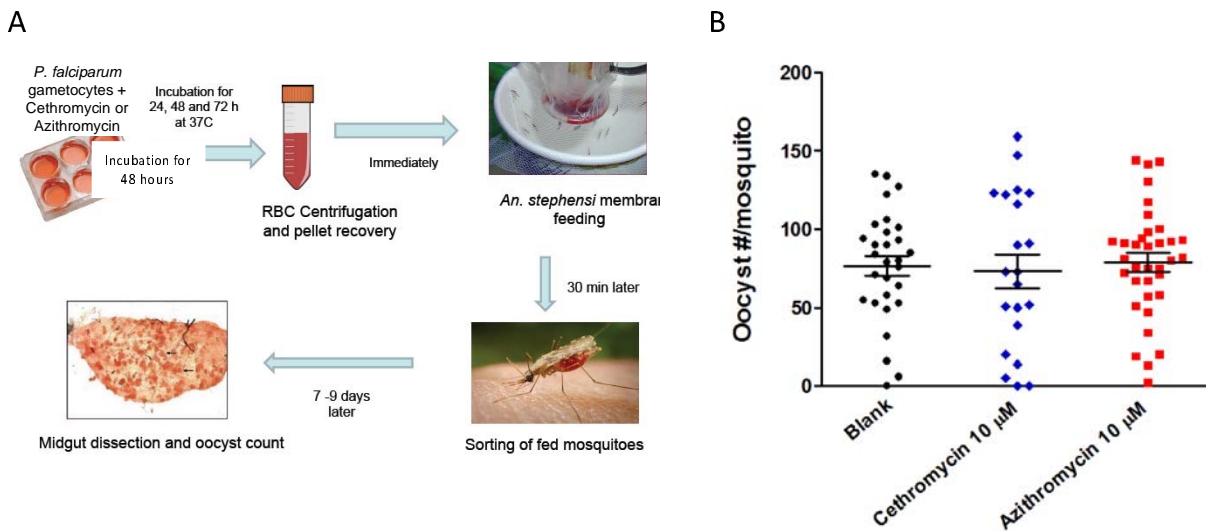 A
P. falciparum
gametocytes +
Cethromycin or
Azithromycin
Incubation for
24, 48 and 72 h
at 37C
Incubation for
48 hours
RBC Centrifugation
and pellet recovery
Immediately
An. stephensi membran
feeding
30 min later
Sorting of fed mosquitoes
7 -9 days
later
Midgut dissection and oocyst count
B
Oocyst #/mosquito
200
150
100
50
0
Blank
Cethromycin 10 µM
Azithromycin 10 µM